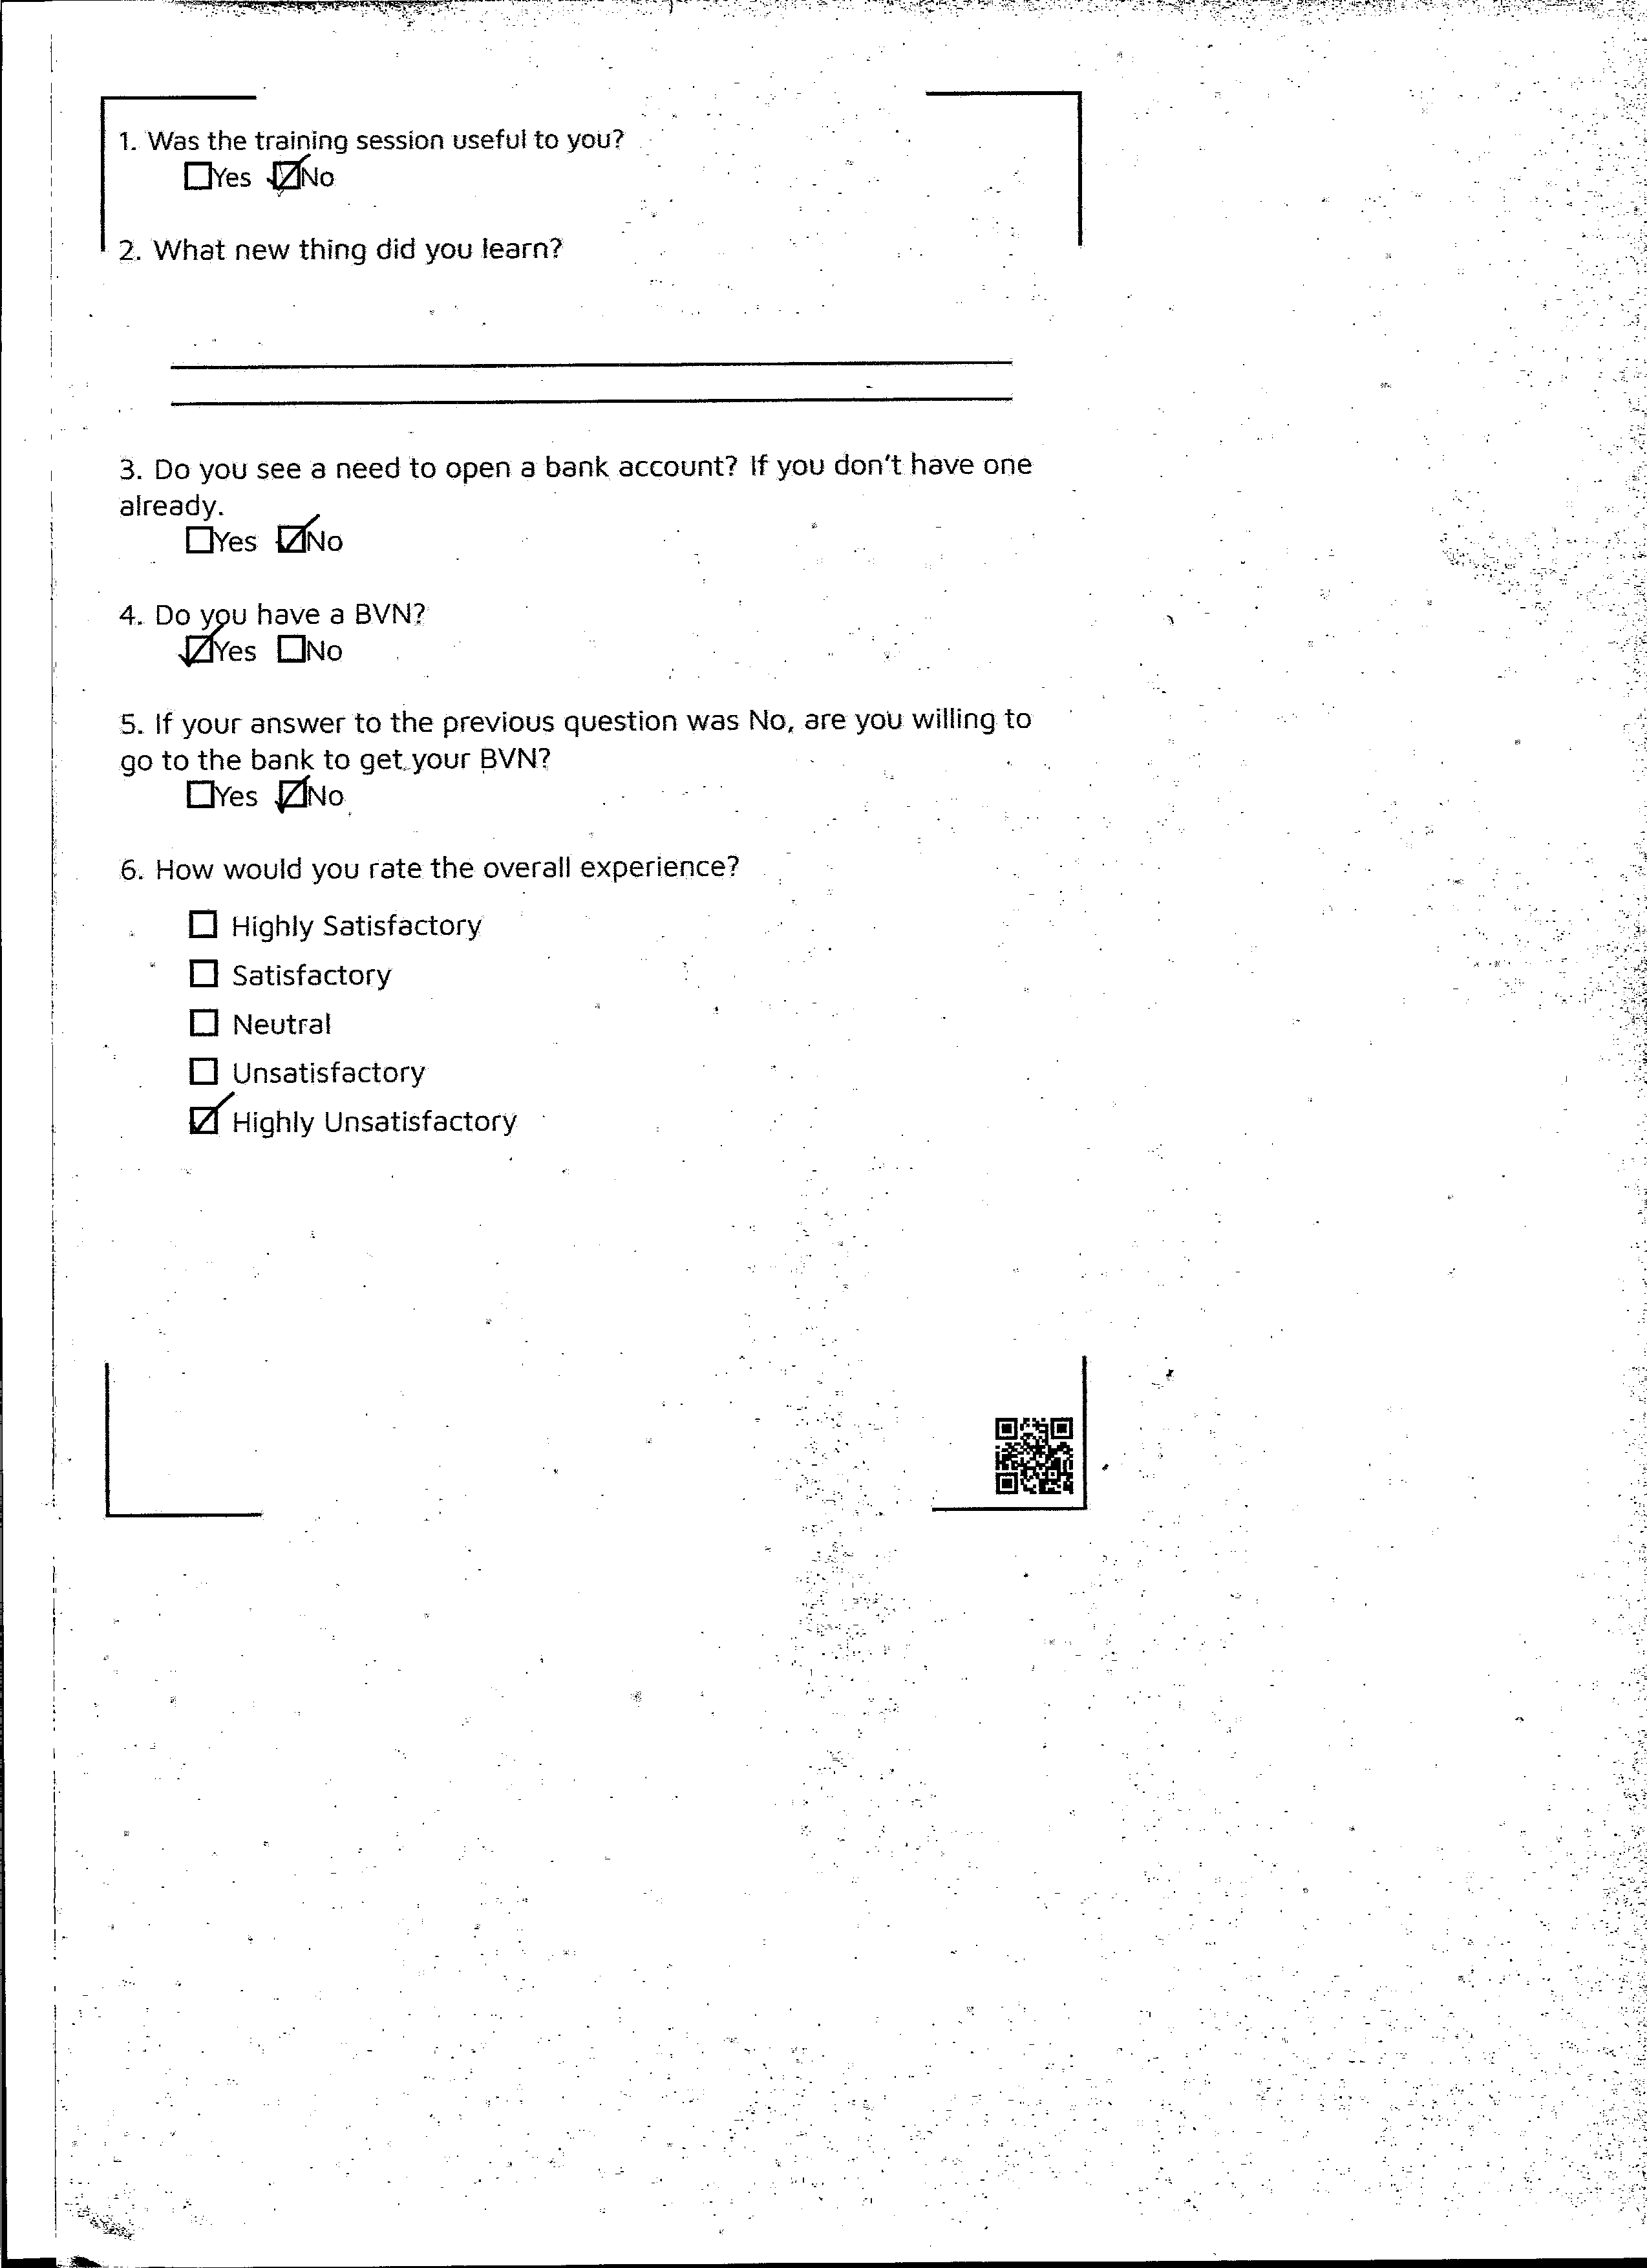 1. Was the training session useful to you?
☐Yes ☑No
2. What new thing did you learn?
3. Do you see a need to open a bank account? If you don't have one
already.
☐Yes ☑No
4. Do you have a BVN?
☑Yes ☐No
5. If your answer to the previous question was No, are you willing to
go to the bank to get your BVN?
☐Yes ☑No
6. How would you rate the overall experience?
☐ Highly Satisfactory
☐ Satisfactory
☐ Neutral
☐ Unsatisfactory
☑ Highly Unsatisfactory